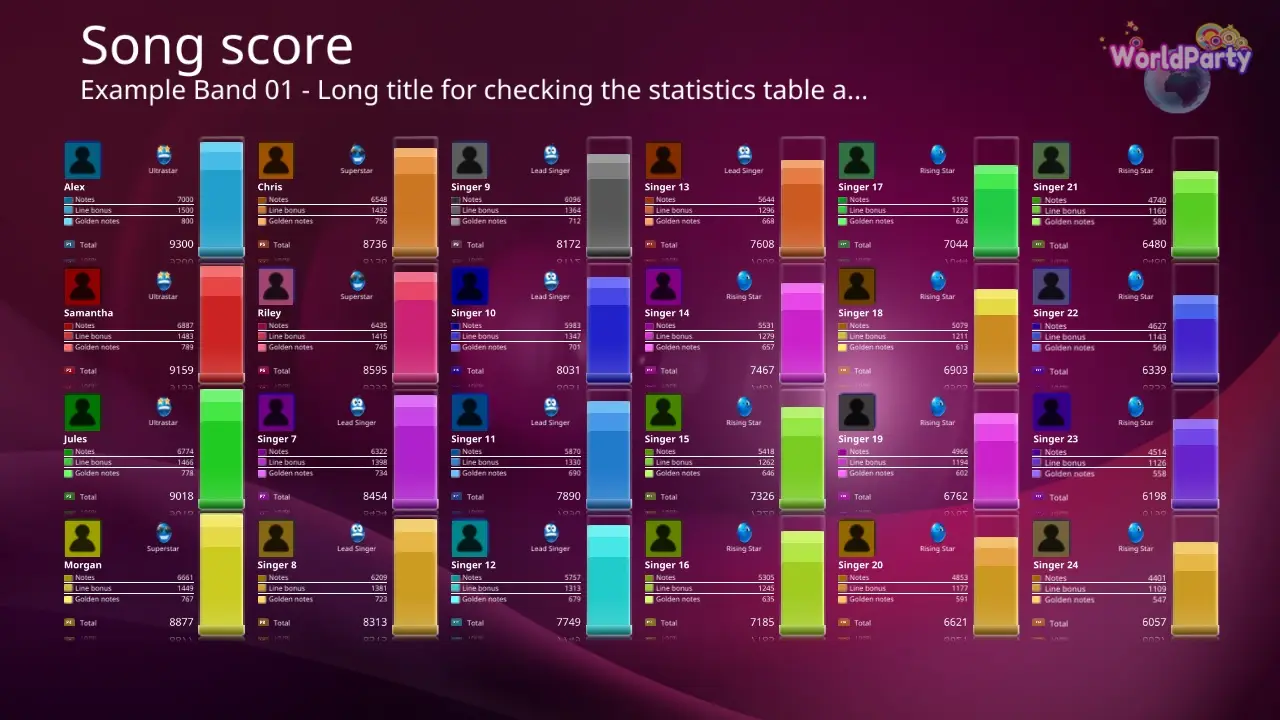 Song score
WorldParty
Example Band 01 - Long title for checking the statistics table a...
Ultrastar
Alex
Notes 7000
Line bonus 1500
Golden notes 800
P1 Total 9300
Superstar
Chris
Notes 6548
Line bonus 1432
Golden notes 756
P5 Total 8736
Lead Singer
Singer 9
Notes 6096
Line bonus 1364
Golden notes 712
Total 8172
Lead Singer
Singer 13
Notes 5644
Line bonus 1296
Golden notes 668
Total 7608
Rising Star
Singer 17
Notes 5192
Line bonus 1228
Golden notes 624
Total 7044
Rising Star
Singer 21
Notes 4740
Line bonus 1160
Golden notes 580
Total 6480
Ultrastar
Samantha
Notes 6887
Line bonus 1483
Golden notes 789
P2 Total 9159
Superstar
Riley
Notes 6435
Line bonus 1415
Golden notes 745
P6 Total 8595
Lead Singer
Singer 10
Notes 5983
Line bonus 1347
Golden notes 701
Total 8031
Rising Star
Singer 14
Notes 5531
Line bonus 1279
Golden notes 657
Total 7467
Rising Star
Singer 18
Notes 5079
Line bonus 1211
Golden notes 613
Total 6903
Rising Star
Singer 22
Notes 4627
Line bonus 1143
Golden notes 569
Total 6339
Ultrastar
Jules
Notes 6774
Line bonus 1466
Golden notes 778
P3 Total 9018
Lead Singer
Singer 7
Notes 6322
Line bonus 1398
Golden notes 734
P7 Total 8454
Lead Singer
Singer 11
Notes 5870
Line bonus 1330
Golden notes 690
Total 7890
Rising Star
Singer 15
Notes 5418
Line bonus 1262
Golden notes 646
Total 7326
Rising Star
Singer 19
Notes 4966
Line bonus 1194
Golden notes 602
Total 6762
Rising Star
Singer 23
Notes 4514
Line bonus 1126
Golden notes 558
Total 6198
Superstar
Morgan
Notes 6661
Line bonus 1449
Golden notes 767
P4 Total 8877
Lead Singer
Singer 8
Notes 6209
Line bonus 1381
Golden notes 723
P8 Total 8313
Lead Singer
Singer 12
Notes 5757
Line bonus 1313
Golden notes 679
Total 7749
Rising Star
Singer 16
Notes 5305
Line bonus 1245
Golden notes 635
Total 7185
Rising Star
Singer 20
Notes 4853
Line bonus 1177
Golden notes 591
Total 6621
Rising Star
Singer 24
Notes 4401
Line bonus 1109
Golden notes 547
Total 6057